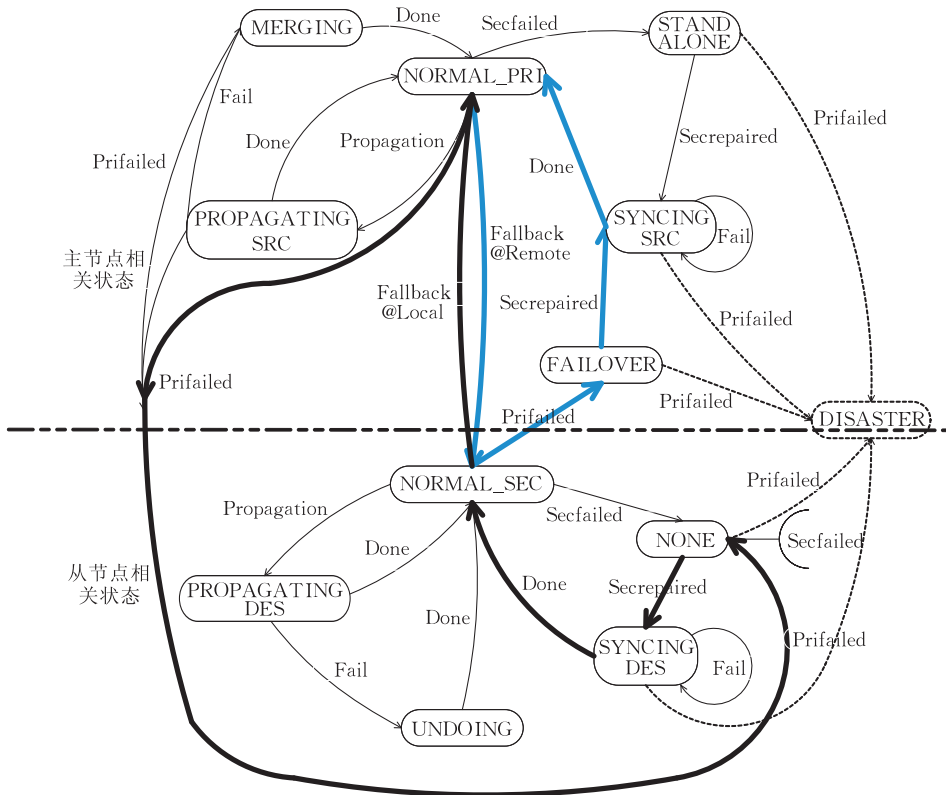 MERGING
Done
Secfailed
STAND
ALONE
NORMAL_PRI
Fail
Done
Propagation
Prifailed
Prifailed
Secrepaired
Done
PROPAGATING
SRC
SYNCING
SRC
Fail
主节点相
关状态
Fallback
@Remote
Fallback
@Local
Secrepaired
Prifailed
FAILOVER
Prifailed
Prifailed
Prifailed
DISASTER
NORMAL_SEC
Prifailed
Propagation
Secfailed
Done
NONE
Secfailed
从节点相
关状态
PROPAGATING
DES
Done
Secrepaired
Done
Prifailed
SYNCING
DES
Fail
Fail
UNDOING